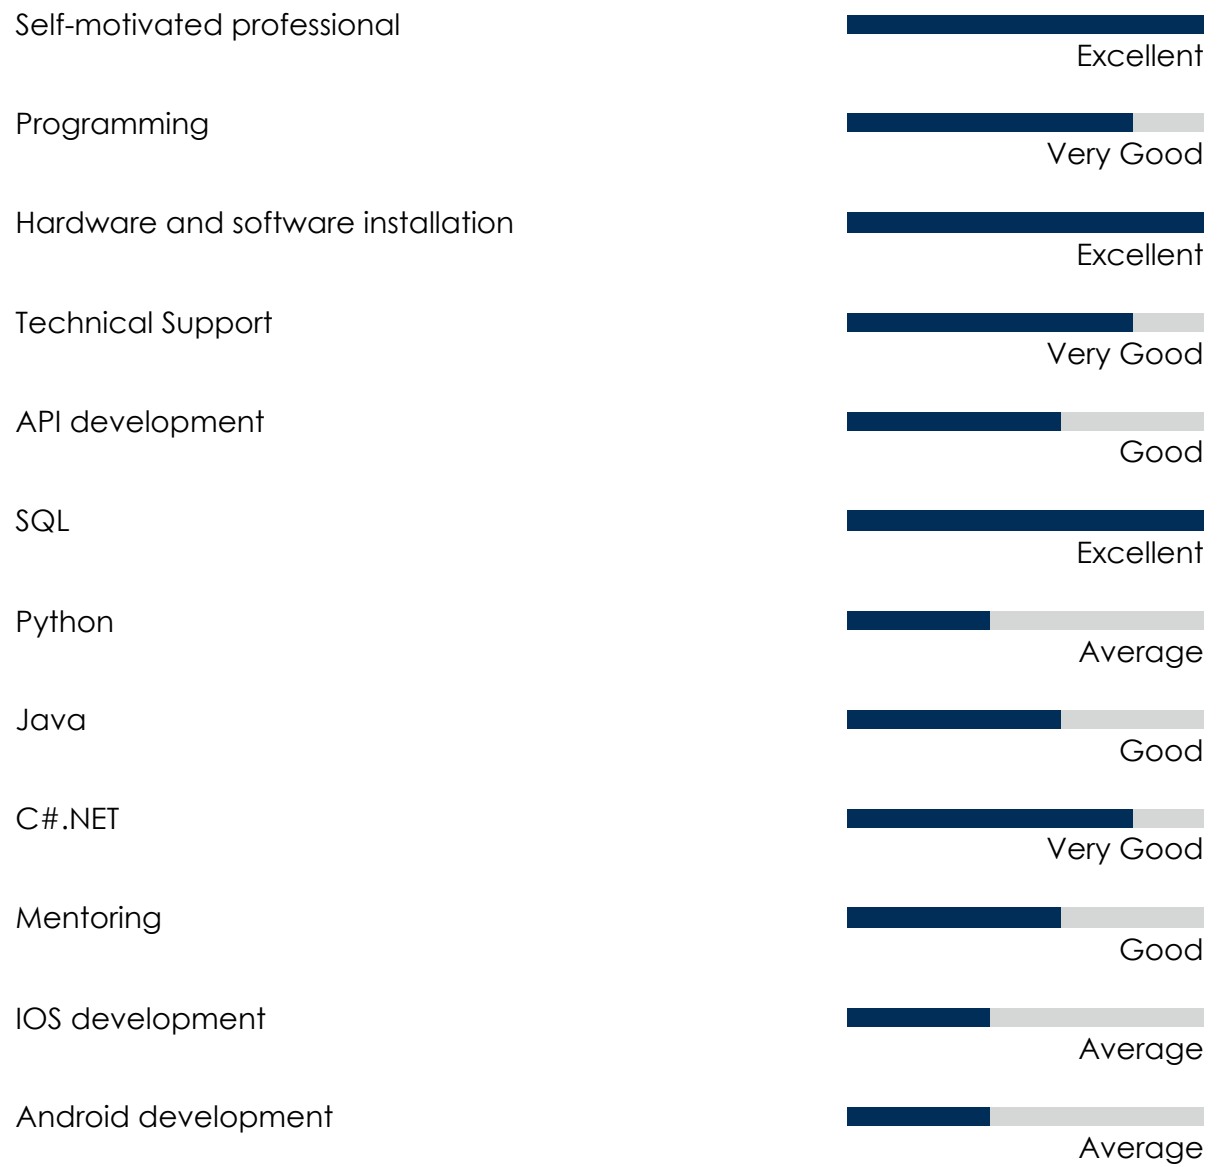 Self-motivated professional
Excellent
Programming
Very Good
Hardware and software installation
Excellent
Technical Support
Very Good
API development
Good
SQL
Excellent
Python
Average
Java
Good
C#.NET
Very Good
Mentoring
Good
IOS development
Average
Android development
Average